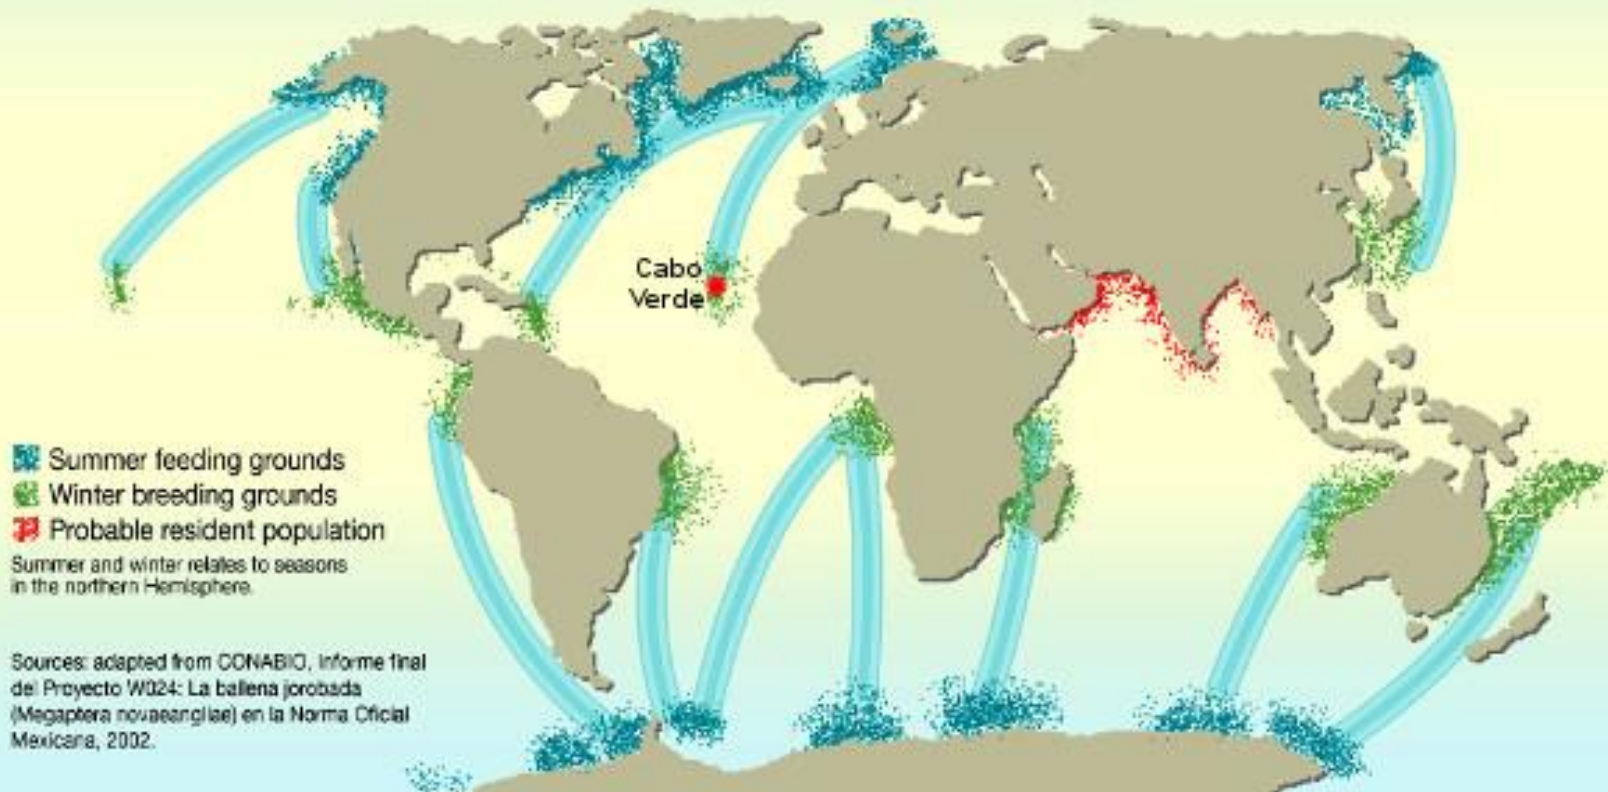 Cabo
Verde
Summer feeding grounds
Winter breeding grounds
Probable resident population
Summer and winter relates to seasons
in the northern Hemisphere.
Sources: adapted from CONABIO. Informe final
del Proyecto W024: La ballena jorobada
(Megaptera novaeangliae) en la Norma Oficial
Mexicana, 2002.